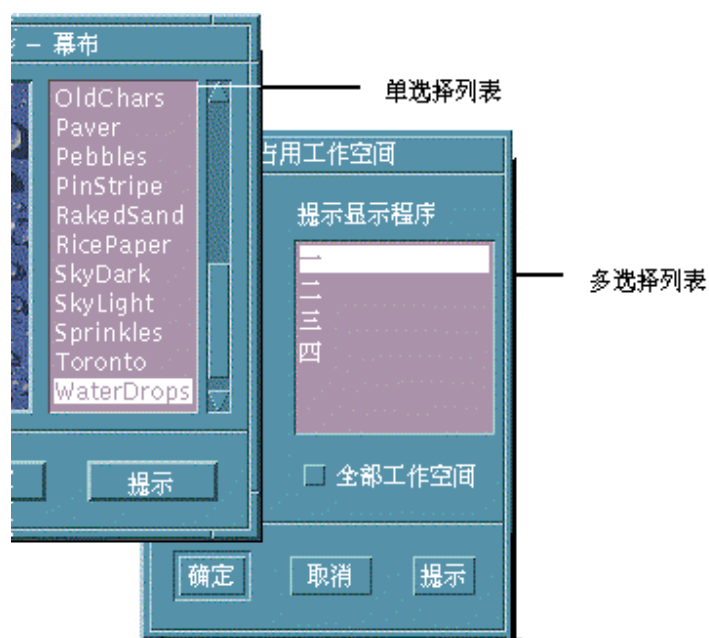 – 幕布
OldChars
Paver
Pebbles
PinStripe
RakedSand
RicePaper
SkyDark
SkyLight
Sprinkles
Toronto
WaterDrops
提示
单选择列表
占用工作空间
提示显示程序
一
二
三
四
全部工作空间
确定
取消
提示
多选择列表